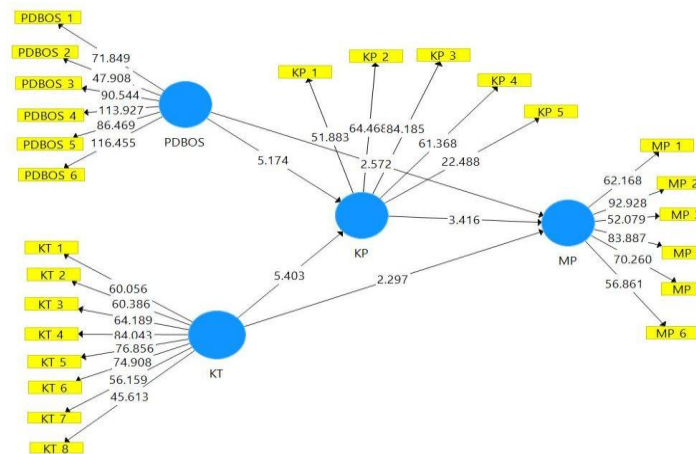 PDBOS 1
PDBOS 2
PDBOS 3
PDBOS 4
PDBOS 5
PDBOS 6
71.849
47.908
90.544
113.927
86.469
116.455
PDBOS
KP 1
KP 2
KP 3
KP 4
KP 5
51.883
64.468
84.185
61.368
22.488
5.174
2.572
KP
3.416
5.403
2.297
MP 1
MP 2
MP
MP
MP
MP 6
62.168
92.928
52.079
83.887
70.260
56.861
MP
KT 1
KT 2
KT 3
KT 4
KT 5
KT 6
KT 7
KT 8
60.056
60.386
64.189
84.043
76.856
74.908
56.159
45.613
KT